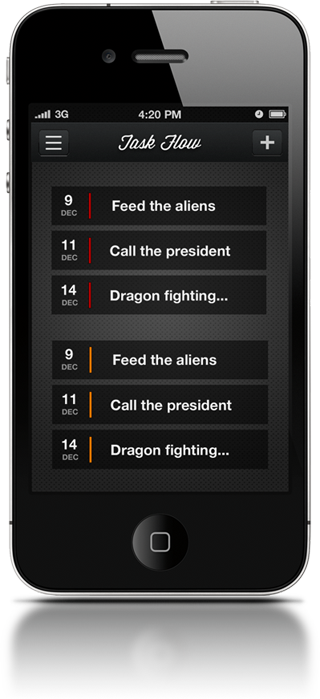 3G 4:20 PM
Task Flow
9 DEC Feed the aliens
11 DEC Call the president
14 DEC Dragon fighting...
9 DEC Feed the aliens
11 DEC Call the president
14 DEC Dragon fighting...